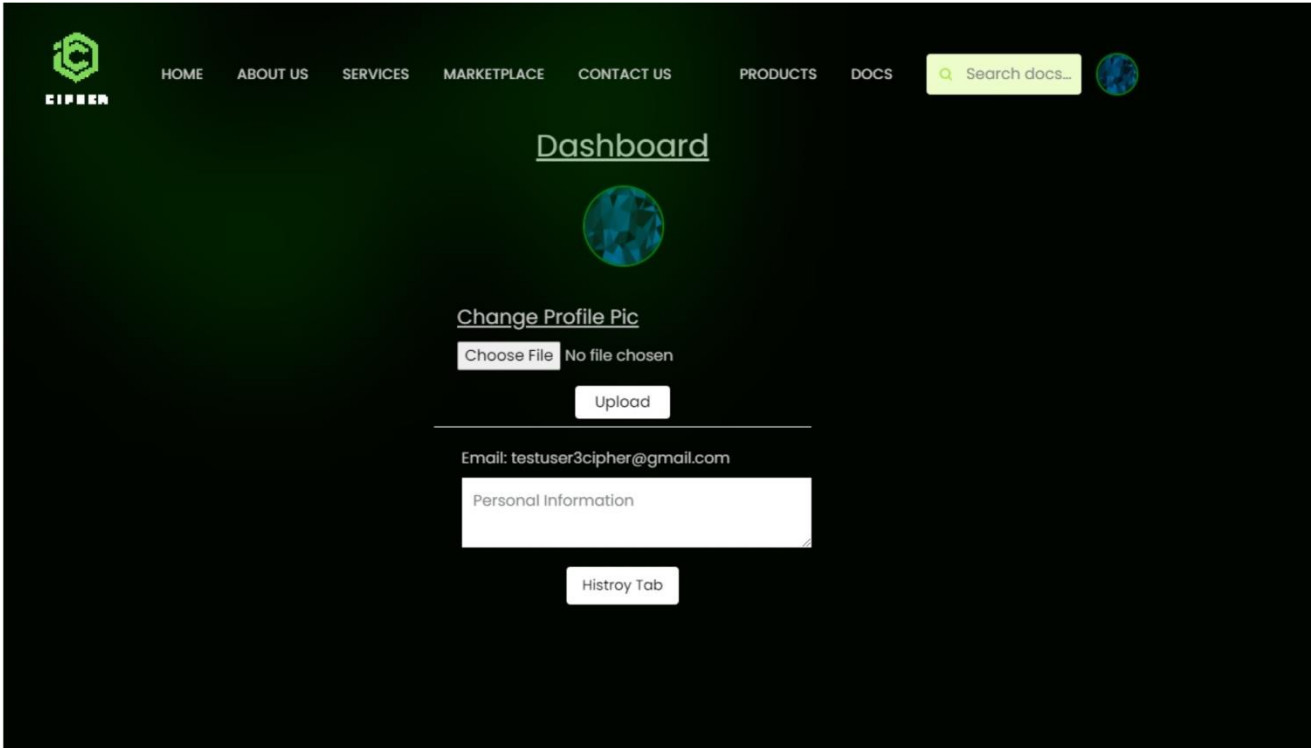 CIPHER
HOME ABOUT US SERVICES MARKETPLACE CONTACT US PRODUCTS DOCS Search docs...
Dashboard
Change Profile Pic
Choose File No file chosen
Upload
Email: testuser3cipher@gmail.com
Personal Information
Histroy Tab